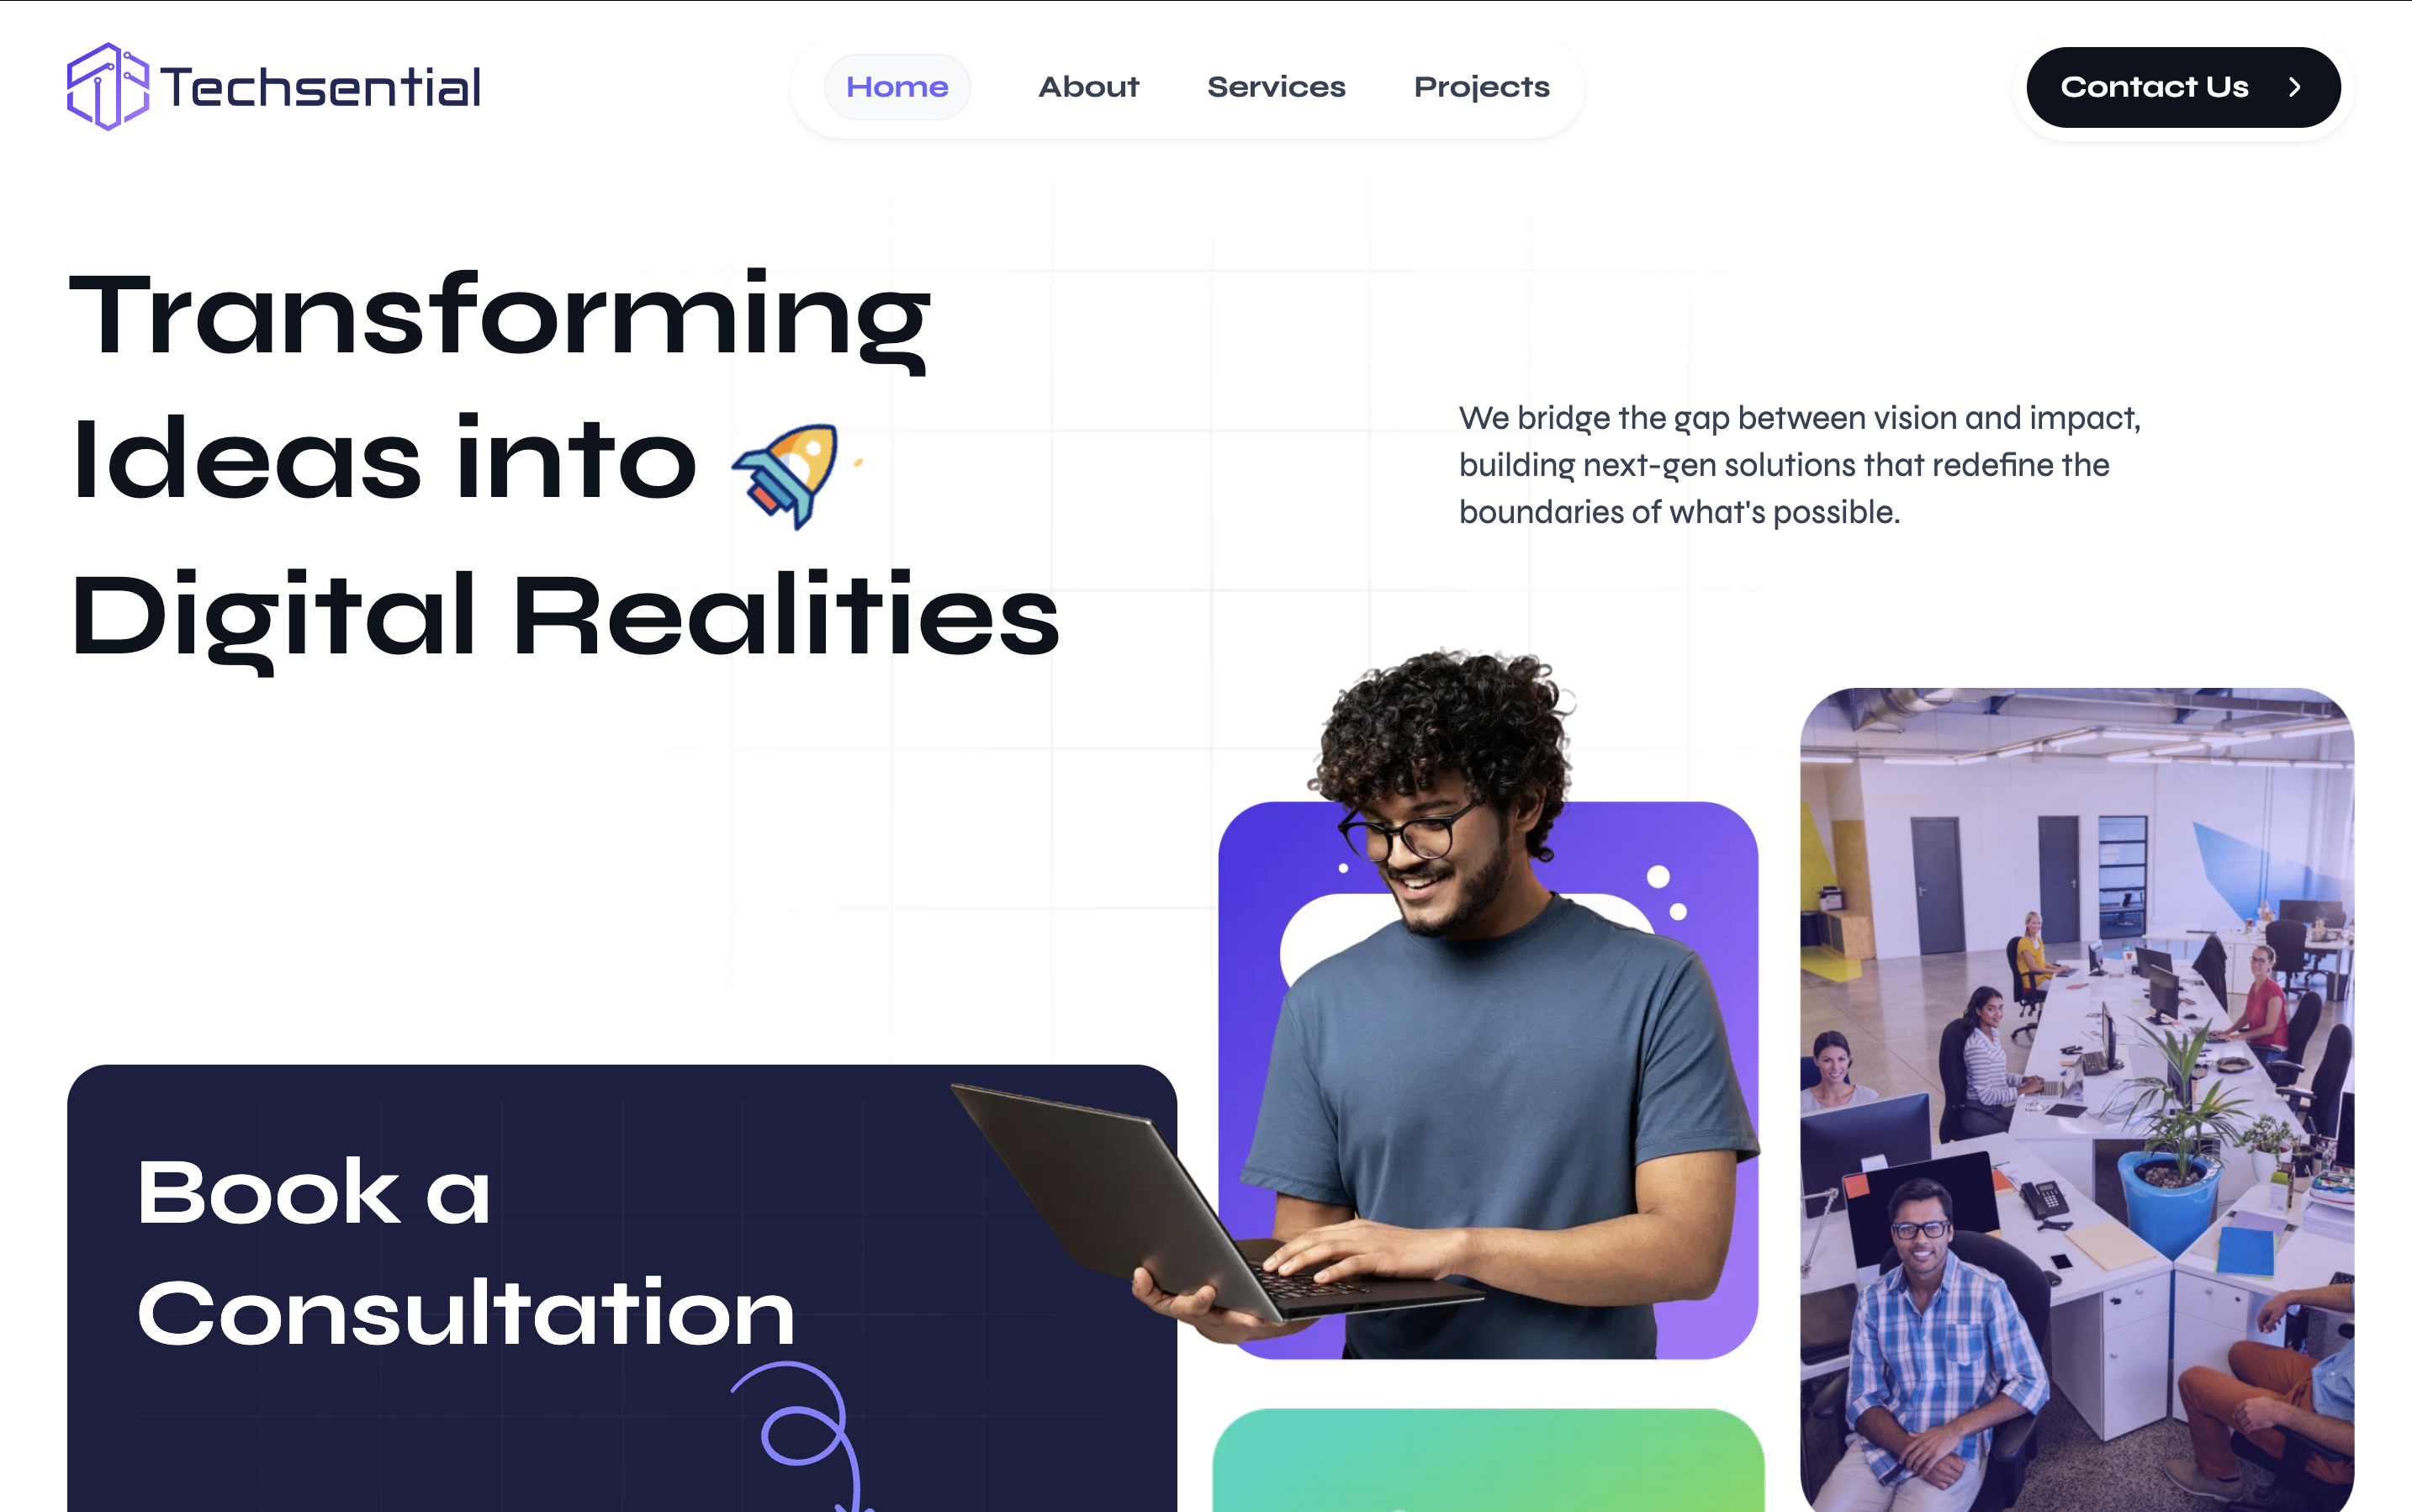 Techsential
Home
About
Services
Projects
Contact Us
Transforming
Ideas into
Digital Realities
We bridge the gap between vision and impact,
building next-gen solutions that redefine the
boundaries of what's possible.
Book a
Consultation